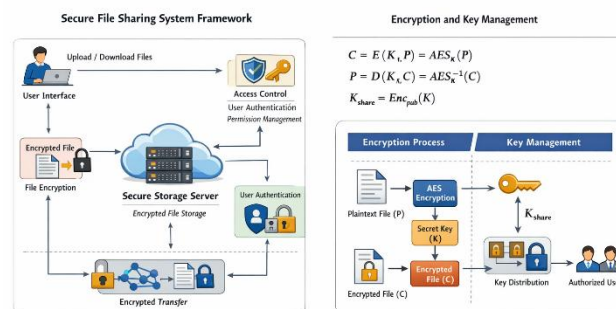 Secure File Sharing System Framework
Upload / Download Files
User Interface
Access Control
User Authentication
Permission Management
Encrypted File
File Encryption
Secure Storage Server
Encrypted File Storage
User Authentication
Encrypted Transfer
Encryption and Key Management
C = E(K, P) = AES_K(P)
P = D(K, C) = AES_K^{-1}(C)
K_share = Enc_pub(K)
Encryption Process
Key Management
Plaintext File (P)
AES
Encryption
Secret Key
(K)
K_share
Encrypted File (C)
Encrypted
File (C)
Key Distribution
Authorized Use